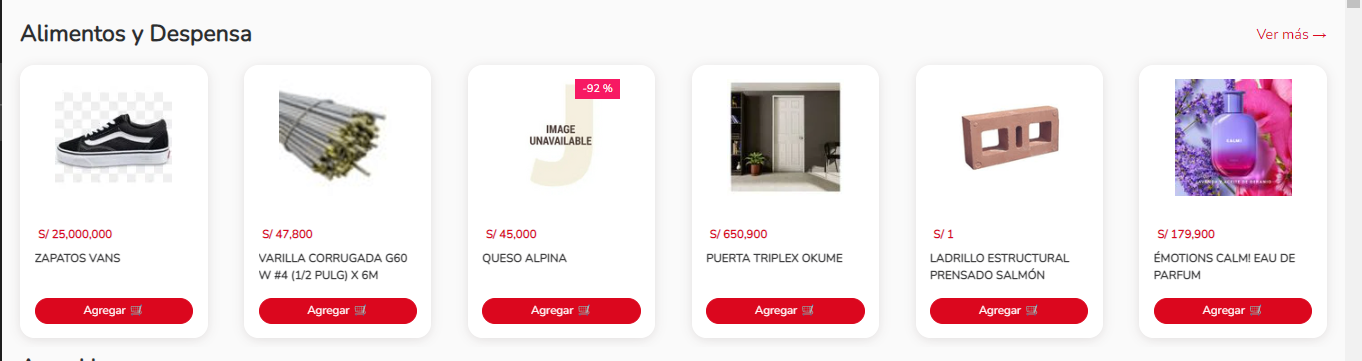 Alimentos y Despensa
Ver más →
-92 %
IMAGE
UNAVAILABLE
CALM!
S/ 25,000,000
S/ 47,800
S/ 45,000
S/ 650,900
S/ 1
S/ 179,900
ZAPATOS VANS
VARILLA CORRUGADA G60
W #4 (1/2 PULG) X 6M
QUESO ALPINA
PUERTA TRIPLEX OKUME
LADRILLO ESTRUCTURAL
PRENSADO SALMÓN
ÉMOTIONS CALM! EAU DE
PARFUM
Agregar
Agregar
Agregar
Agregar
Agregar
Agregar